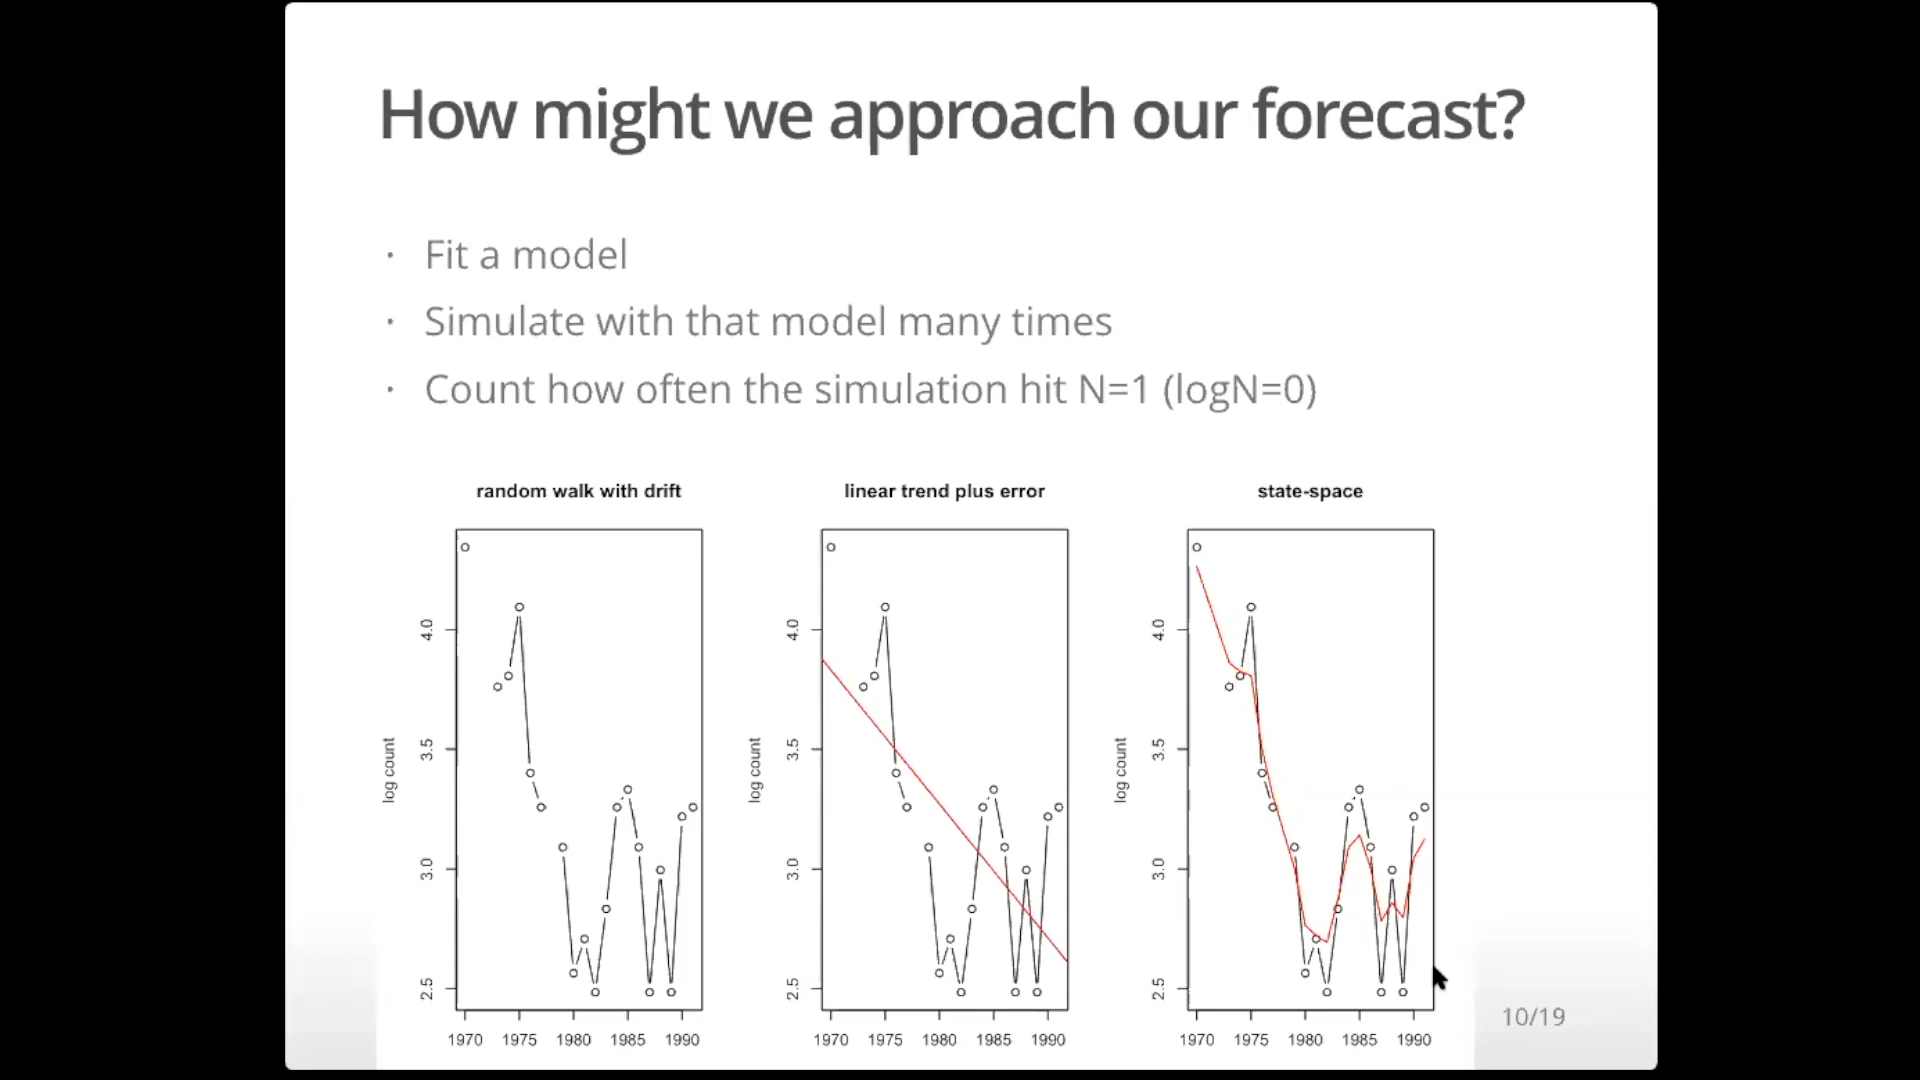 How might we approach our forecast?
· Fit a model
· Simulate with that model many times
· Count how often the simulation hit N=1 (logN=0)
random walk with drift
linear trend plus error
state-space
log count
2.5 3.0 3.5 4.0
1970 1975 1980 1985 1990
log count
2.5 3.0 3.5 4.0
1970 1975 1980 1985 1990
log count
2.5 3.0 3.5 4.0
1970 1975 1980 1985 1990
10/19